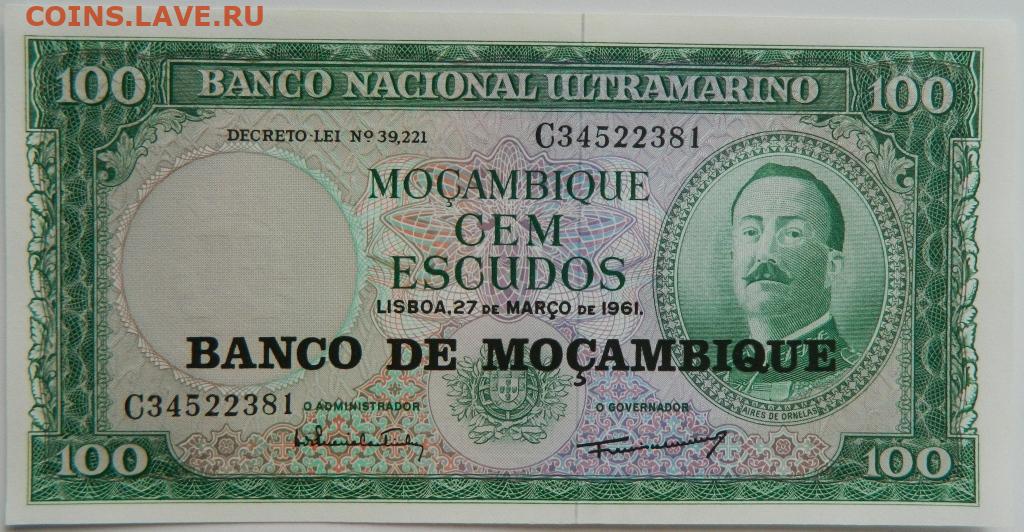 COINS.LAVE.RU
100 BANCO NACIONAL ULTRAMARINO 100
DECRETO-LEI Nº 39,221 C34522381
MOÇAMBIQUE
CEM
ESCUDOS
LISBOA, 27 DE MARÇO DE 1961.
BANCO DE MOÇAMBIQUE
C34522381 O ADMINISTRADOR O GOVERNADOR
AIRES DE ORNELAS
100 100